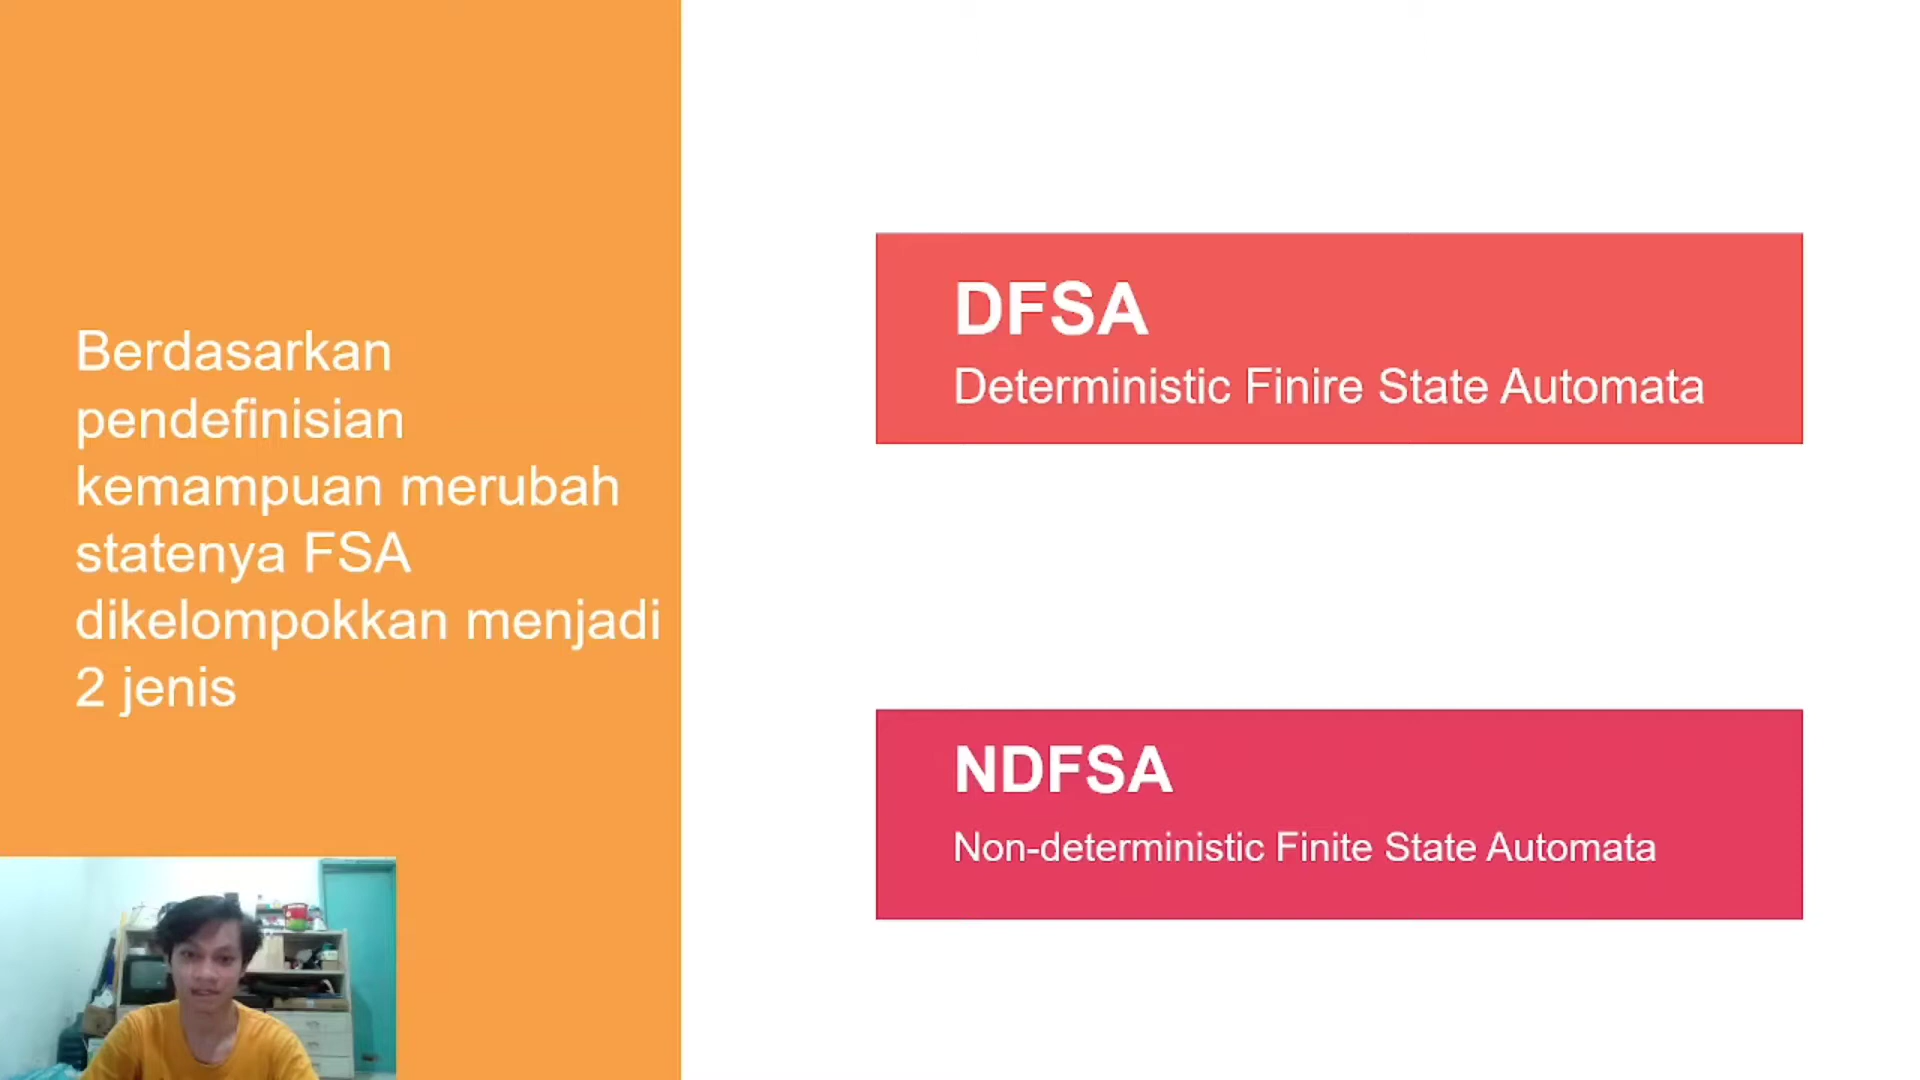 Berdasarkan
pendefinisian
kemampuan merubah
statenya FSA
dikelompokkan menjadi
2 jenis
DFSA
Deterministic Finire State Automata
NDFSA
Non-deterministic Finite State Automata